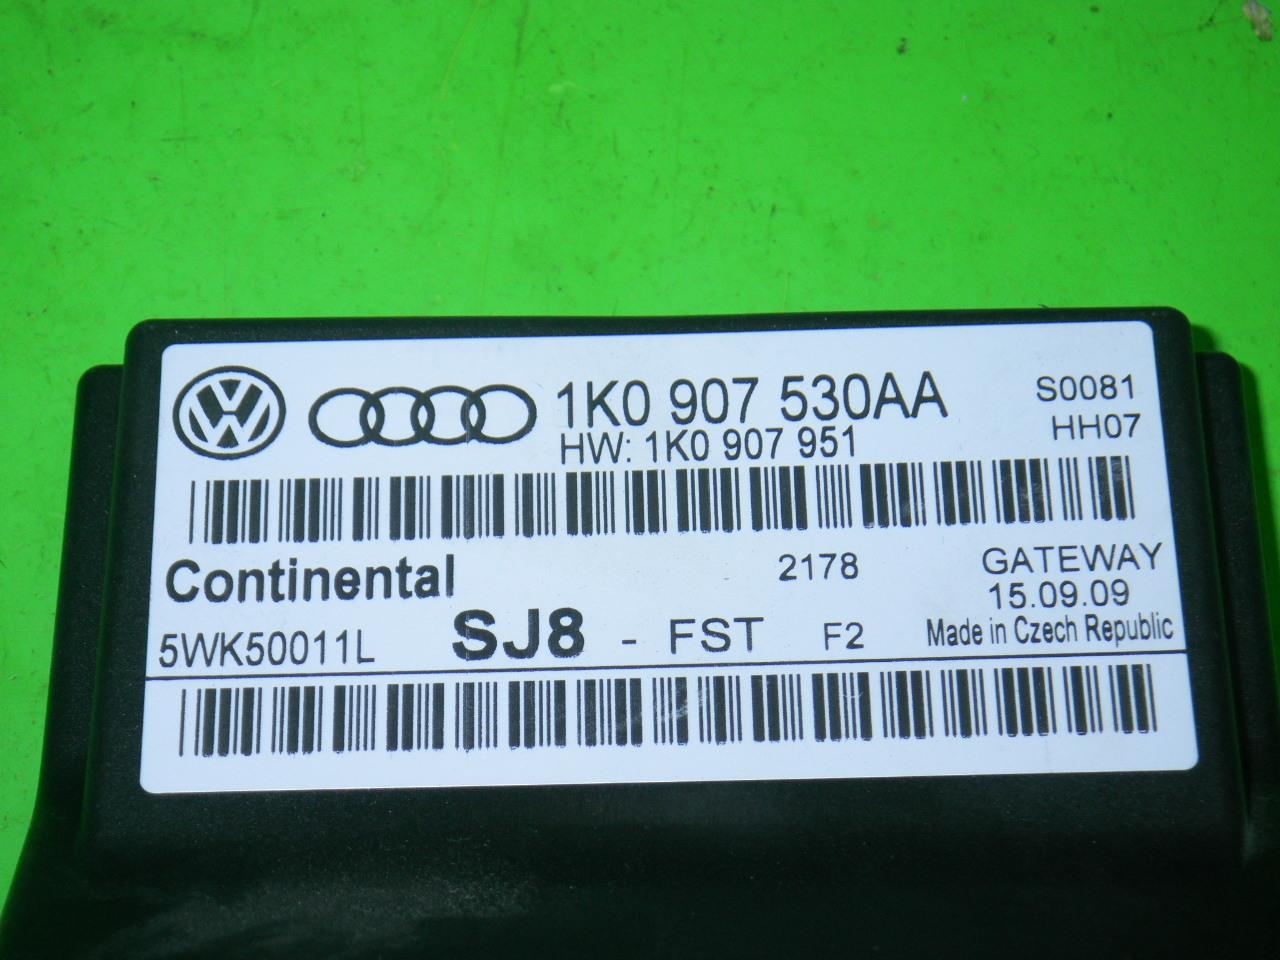 1K0 907 530AA S0081
HW: 1K0 907 951 HH07
Continental 2178 GATEWAY
15.09.09
5WK50011L SJ8 - FST F2 Made in Czech Republic